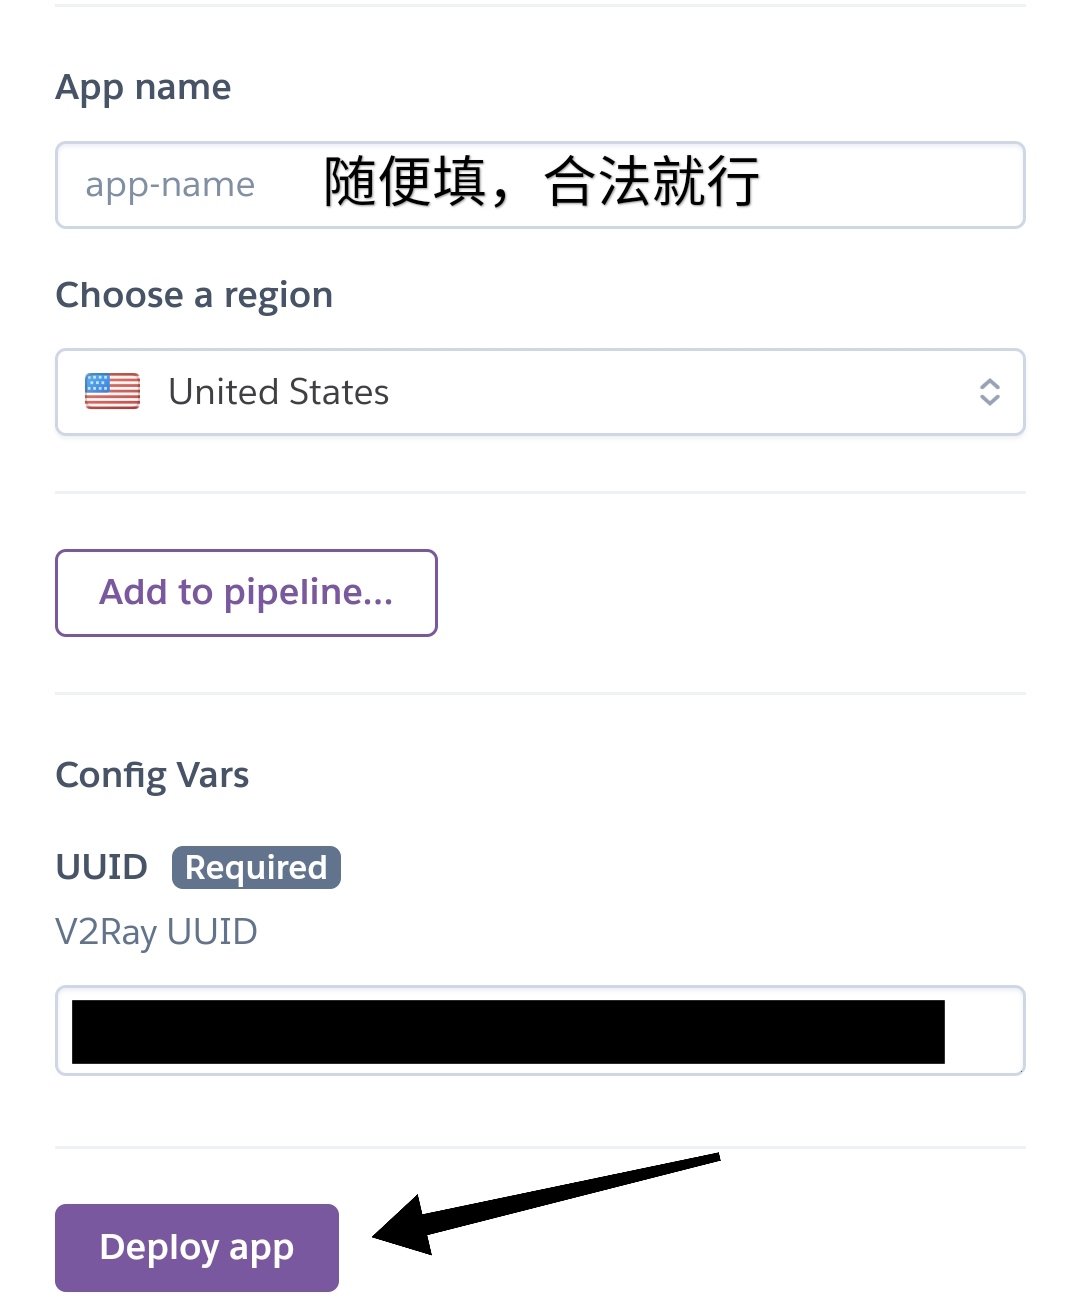 App name
app-name 随便填，合法就行
Choose a region
United States
Add to pipeline...
Config Vars
UUID Required
V2Ray UUID
Deploy app